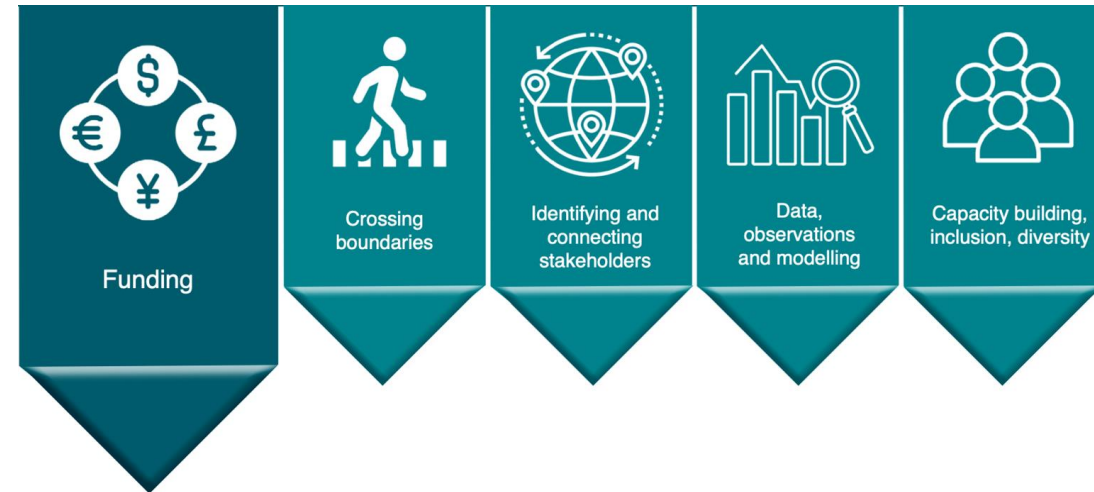 $
€
£
¥
Funding
Crossing
boundaries
Identifying and
connecting
stakeholders
Data,
observations
and modelling
Capacity building,
inclusion, diversity